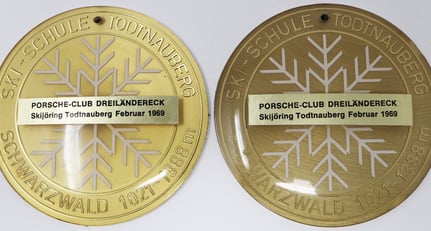 SKI - SCHULE TODTNAUBERG
PORSCHE-CLUB DREILÄNDERECK
Skijöring Todtnauberg Februar 1969
SCHWARZWALD 1021-1388 m
SKI - SCHULE TODTNAUBERG
PORSCHE-CLUB DREILÄNDERECK
Skijöring Todtnauberg Februar 1969
SCHWARZWALD 1021-1388 m